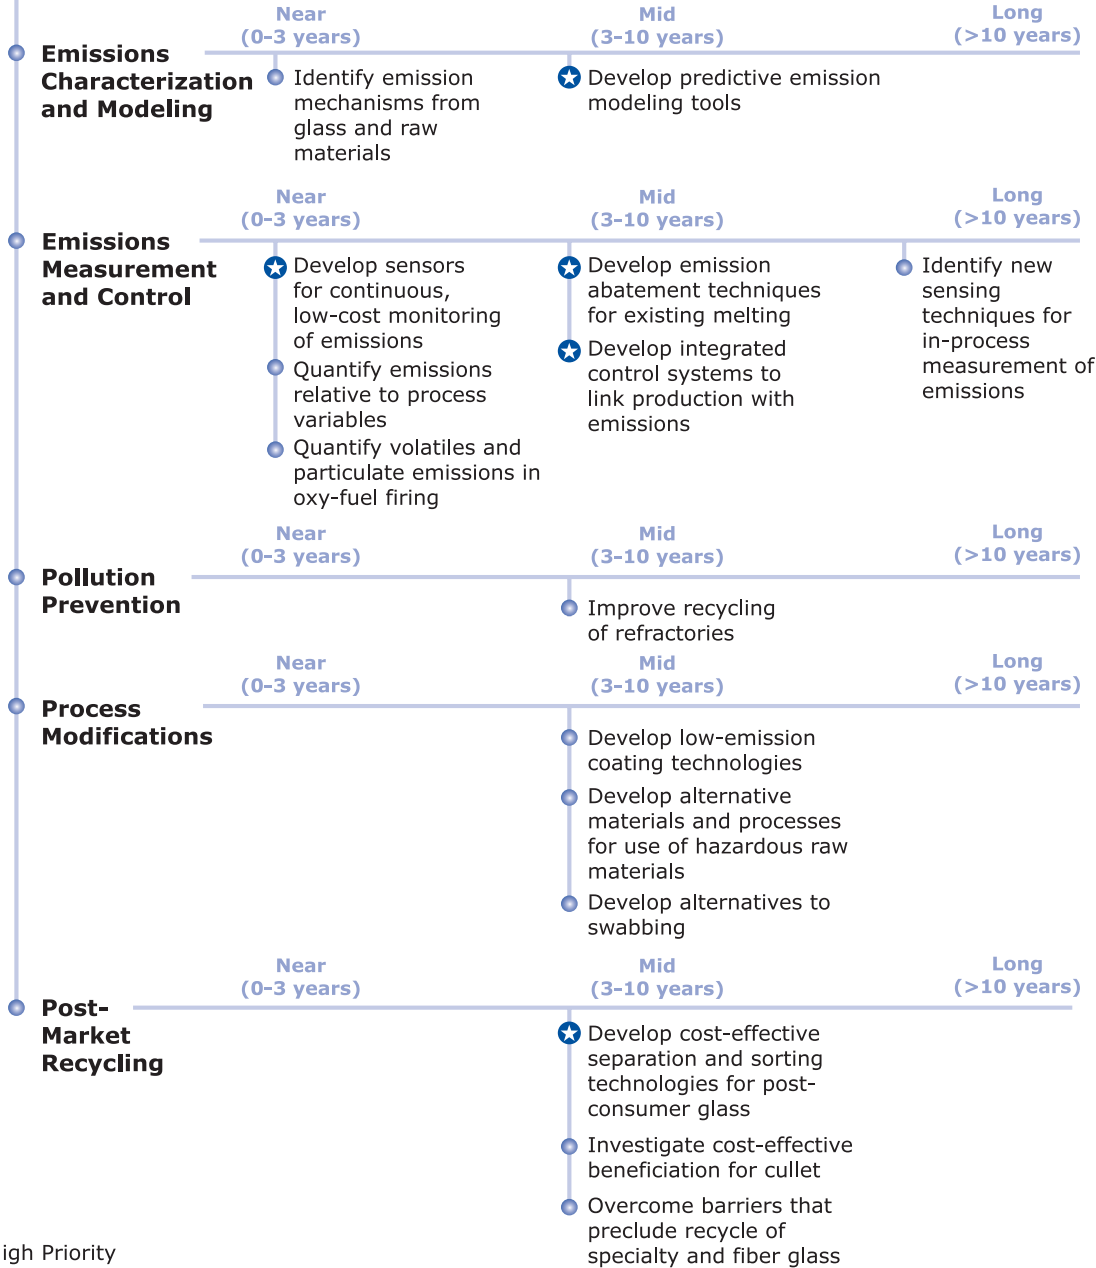 Near
(0-3 years)
Mid
(3-10 years)
Long
(>10 years)
Emissions
Characterization
and Modeling
Identify emission
mechanisms from
glass and raw
materials
Develop predictive emission
modeling tools
Near
(0-3 years)
Mid
(3-10 years)
Long
(>10 years)
Emissions
Measurement
and Control
Develop sensors
for continuous,
low-cost monitoring
of emissions
Quantify emissions
relative to process
variables
Quantify volatiles and
particulate emissions in
oxy-fuel firing
Develop emission
abatement techniques
for existing melting
Develop integrated
control systems to
link production with
emissions
Identify new
sensing
techniques for
in-process
measurement of
emissions
Near
(0-3 years)
Mid
(3-10 years)
Long
(>10 years)
Pollution
Prevention
Improve recycling
of refractories
Near
(0-3 years)
Mid
(3-10 years)
Long
(>10 years)
Process
Modifications
Develop low-emission
coating technologies
Develop alternative
materials and processes
for use of hazardous raw
materials
Develop alternatives to
swabbing
Near
(0-3 years)
Mid
(3-10 years)
Long
(>10 years)
Post-
Market
Recycling
Develop cost-effective
separation and sorting
technologies for post-
consumer glass
Investigate cost-effective
beneficiation for cullet
Overcome barriers that
preclude recycle of
specialty and fiber glass
igh Priority